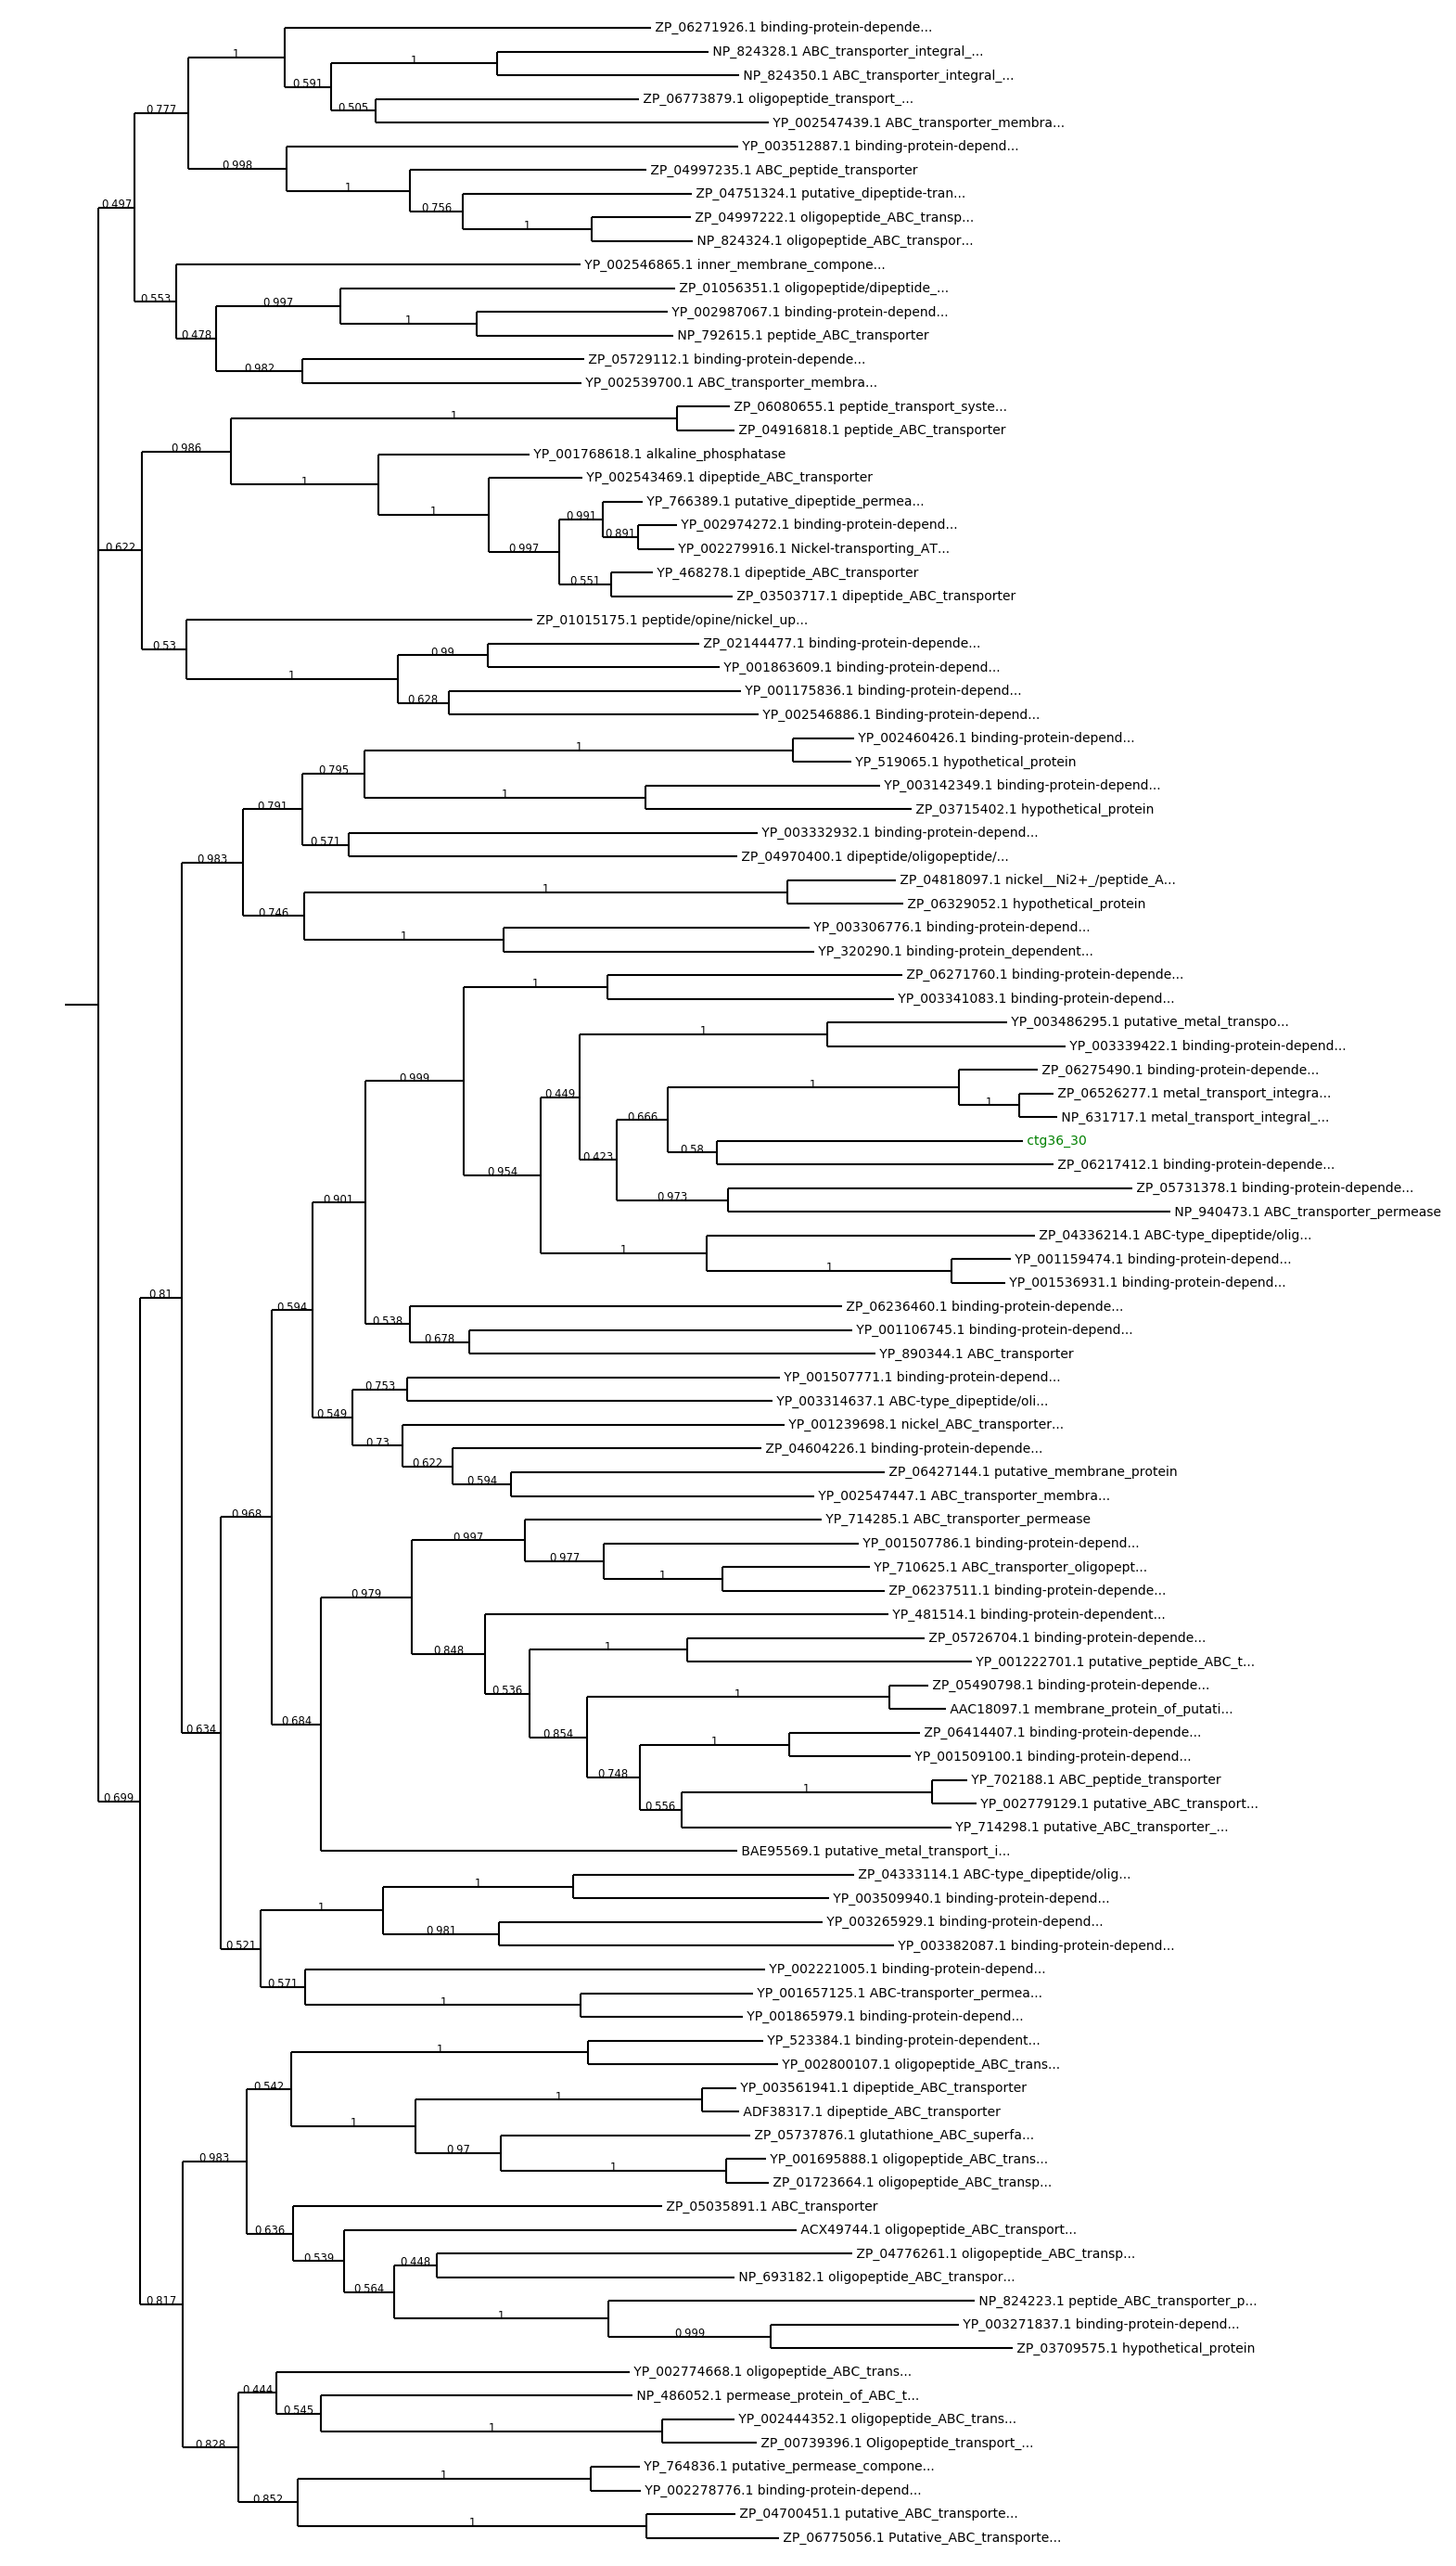 ZP_06271926.1 binding-protein-depende...
1
NP_824328.1 ABC_transporter_integral_...
1
NP_824350.1 ABC_transporter_integral_...
0.591
ZP_06773879.1 oligopeptide_transport_...
0.505
0.777
YP_002547439.1 ABC_transporter_membra...
YP_003512887.1 binding-protein-depend...
0.998
ZP_04997235.1 ABC_peptide_transporter
1
ZP_04751324.1 putative_dipeptide-tran...
0.756
0.497
ZP_04997222.1 oligopeptide_ABC_transp...
1
NP_824324.1 oligopeptide_ABC_transpor...
YP_002546865.1 inner_membrane_compone...
ZP_01056351.1 oligopeptide/dipeptide_...
0.553
0.997
YP_002987067.1 binding-protein-depend...
1
0.478
NP_792615.1 peptide_ABC_transporter
ZP_05729112.1 binding-protein-depende...
0.982
YP_002539700.1 ABC_transporter_membra...
ZP_06080655.1 peptide_transport_syste...
1
ZP_04916818.1 peptide_ABC_transporter
0.986
YP_001768618.1 alkaline_phosphatase
YP_002543469.1 dipeptide_ABC_transporter
1
YP_766389.1 putative_dipeptide_permea...
1
0.991
YP_002974272.1 binding-protein-depend...
0.891
0.622
0.997
YP_002279916.1 Nickel-transporting_AT...
YP_468278.1 dipeptide_ABC_transporter
0.551
ZP_03503717.1 dipeptide_ABC_transporter
ZP_01015175.1 peptide/opine/nickel_up...
0.53
ZP_02144477.1 binding-protein-depende...
0.99
YP_001863609.1 binding-protein-depend...
1
YP_001175836.1 binding-protein-depend...
0.628
YP_002546886.1 Binding-protein-depend...
YP_002460426.1 binding-protein-depend...
1
YP_519065.1 hypothetical_protein
0.795
YP_003142349.1 binding-protein-depend...
1
0.791
ZP_03715402.1 hypothetical_protein
YP_003332932.1 binding-protein-depend...
0.571
0.983
ZP_04970400.1 dipeptide/oligopeptide/...
ZP_04818097.1 nickel__Ni2+_/peptide_A...
1
ZP_06329052.1 hypothetical_protein
0.746
YP_003306776.1 binding-protein-depend...
1
YP_320290.1 binding-protein_dependent...
ZP_06271760.1 binding-protein-depende...
1
YP_003341083.1 binding-protein-depend...
YP_003486295.1 putative_metal_transpo...
1
YP_003339422.1 binding-protein-depend...
ZP_06275490.1 binding-protein-depende...
0.999
1
0.449
ZP_06526277.1 metal_transport_integra...
1
0.666
NP_631717.1 metal_transport_integral_...
ctg36_30
0.58
0.423
ZP_06217412.1 binding-protein-depende...
0.954
ZP_05731378.1 binding-protein-depende...
0.973
0.901
NP_940473.1 ABC_transporter_permease
ZP_04336214.1 ABC-type_dipeptide/olig...
1
YP_001159474.1 binding-protein-depend...
1
YP_001536931.1 binding-protein-depend...
0.81
0.594
ZP_06236460.1 binding-protein-depende...
0.538
YP_001106745.1 binding-protein-depend...
0.678
YP_890344.1 ABC_transporter
YP_001507771.1 binding-protein-depend...
0.753
YP_003314637.1 ABC-type_dipeptide/oli...
0.549
YP_001239698.1 nickel_ABC_transporter...
0.73
ZP_04604226.1 binding-protein-depende...
0.622
ZP_06427144.1 putative_membrane_protein
0.594
YP_002547447.1 ABC_transporter_membra...
0.968
YP_714285.1 ABC_transporter_permease
0.997
YP_001507786.1 binding-protein-depend...
0.977
YP_710625.1 ABC_transporter_oligopept...
1
ZP_06237511.1 binding-protein-depende...
0.979
YP_481514.1 binding-protein-dependent...
ZP_05726704.1 binding-protein-depende...
0.848
1
YP_001222701.1 putative_peptide_ABC_t...
0.536
ZP_05490798.1 binding-protein-depende...
1
AAC18097.1 membrane_protein_of_putati...
0.684
0.634
0.854
ZP_06414407.1 binding-protein-depende...
1
YP_001509100.1 binding-protein-depend...
0.748
YP_702188.1 ABC_peptide_transporter
1
0.699
0.556
YP_002779129.1 putative_ABC_transport...
YP_714298.1 putative_ABC_transporter_...
BAE95569.1 putative_metal_transport_i...
ZP_04333114.1 ABC-type_dipeptide/olig...
1
YP_003509940.1 binding-protein-depend...
1
YP_003265929.1 binding-protein-depend...
0.981
0.521
YP_003382087.1 binding-protein-depend...
YP_002221005.1 binding-protein-depend...
0.571
YP_001657125.1 ABC-transporter_permea...
1
YP_001865979.1 binding-protein-depend...
YP_523384.1 binding-protein-dependent...
1
YP_002800107.1 oligopeptide_ABC_trans...
0.542
YP_003561941.1 dipeptide_ABC_transporter
1
ADF38317.1 dipeptide_ABC_transporter
1
ZP_05737876.1 glutathione_ABC_superfa...
0.97
0.983
YP_001695888.1 oligopeptide_ABC_trans...
1
ZP_01723664.1 oligopeptide_ABC_transp...
ZP_05035891.1 ABC_transporter
0.636
ACX49744.1 oligopeptide_ABC_transport...
0.539
ZP_04776261.1 oligopeptide_ABC_transp...
0.448
NP_693182.1 oligopeptide_ABC_transpor...
0.564
0.817
NP_824223.1 peptide_ABC_transporter_p...
1
YP_003271837.1 binding-protein-depend...
0.999
ZP_03709575.1 hypothetical_protein
YP_002774668.1 oligopeptide_ABC_trans...
0.444
NP_486052.1 permease_protein_of_ABC_t...
0.545
YP_002444352.1 oligopeptide_ABC_trans...
1
ZP_00739396.1 Oligopeptide_transport_...
0.828
YP_764836.1 putative_permease_compone...
1
YP_002278776.1 binding-protein-depend...
0.852
ZP_04700451.1 putative_ABC_transporte...
1
ZP_06775056.1 Putative_ABC_transporte...